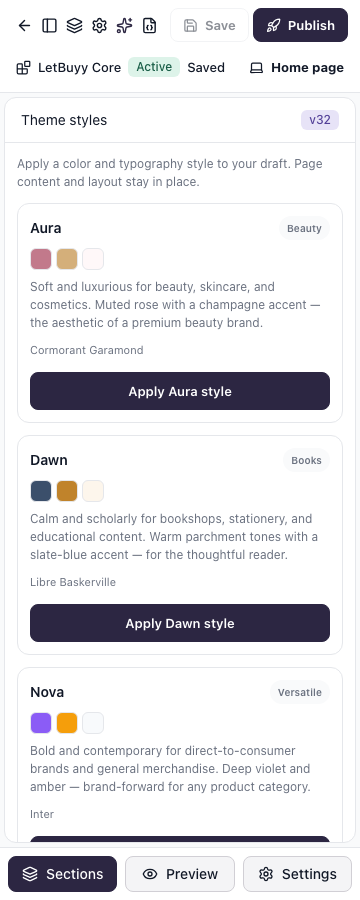 Save
Publish
LetBuyy Core
Active
Saved
Home page
Theme styles
v32
Apply a color and typography style to your draft. Page
content and layout stay in place.
Aura
Beauty
Soft and luxurious for beauty, skincare, and
cosmetics. Muted rose with a champagne accent —
the aesthetic of a premium beauty brand.
Cormorant Garamond
Apply Aura style
Dawn
Books
Calm and scholarly for bookshops, stationery, and
educational content. Warm parchment tones with a
slate-blue accent — for the thoughtful reader.
Libre Baskerville
Apply Dawn style
Nova
Versatile
Bold and contemporary for direct-to-consumer
brands and general merchandise. Deep violet and
amber — brand-forward for any product category.
Inter
Sections
Preview
Settings